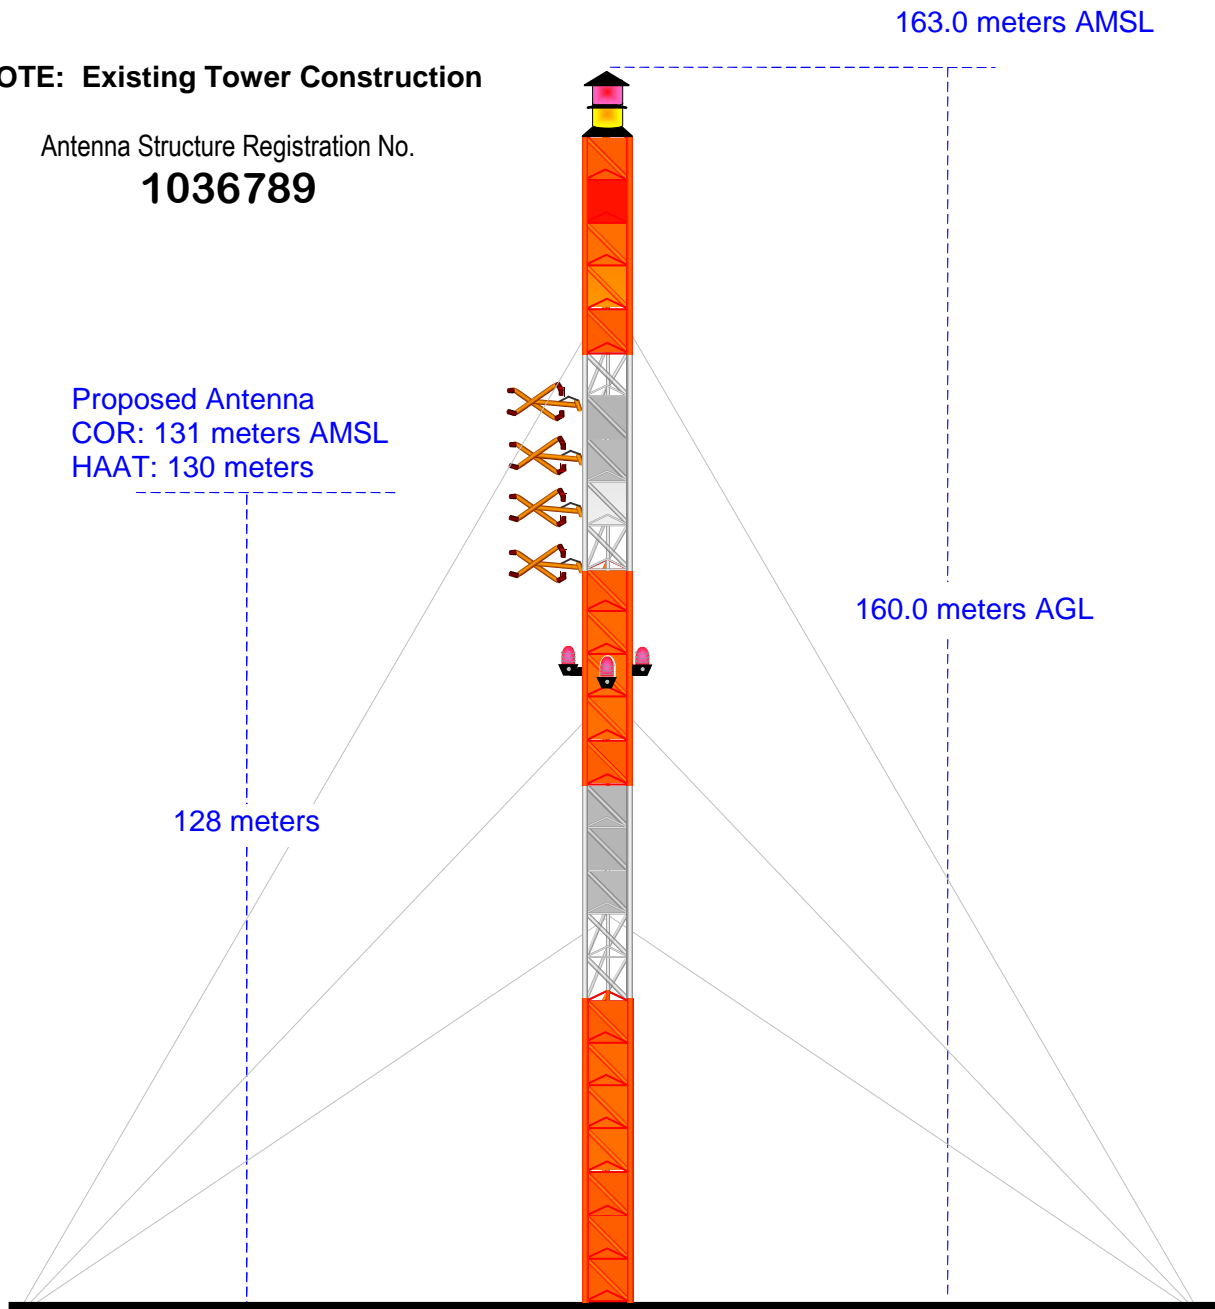 163.0 meters AMSL
OTE: Existing Tower Construction
Antenna Structure Registration No.
1036789
Proposed Antenna
COR: 131 meters AMSL
HAAT: 130 meters
160.0 meters AGL
128 meters